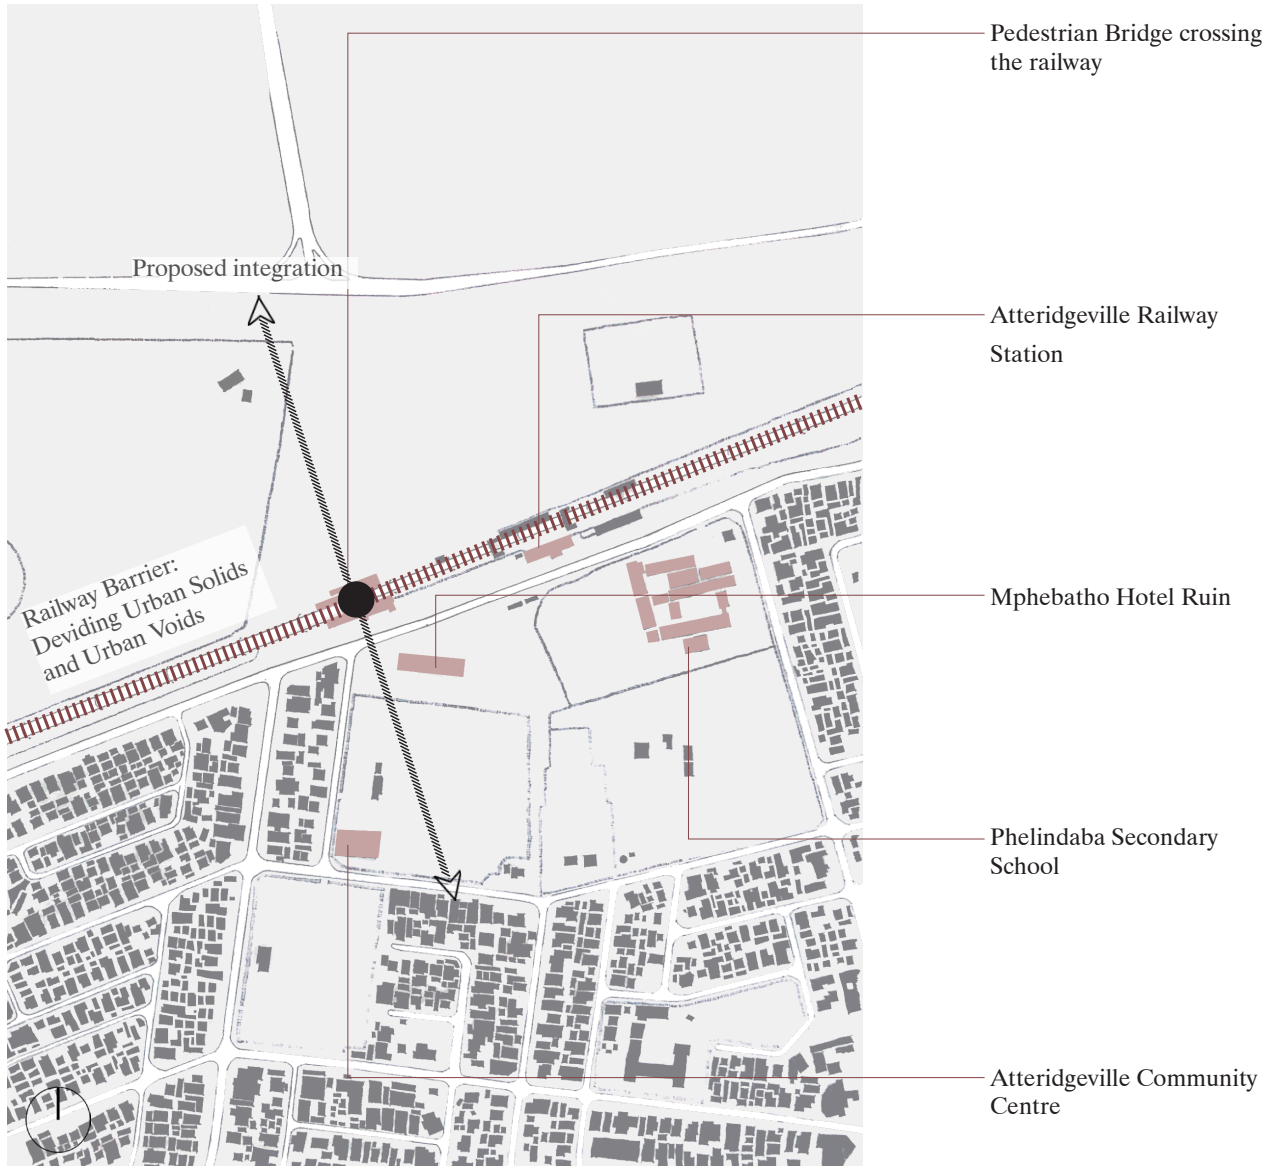 Pedestrian Bridge crossing
the railway
Proposed integration
Atteridgeville Railway
Station
Railway Barrier:
Deviding Urban Solids
and Urban Voids
Mphebatho Hotel Ruin
Phelindaba Secondary
School
Atteridgeville Community
Centre